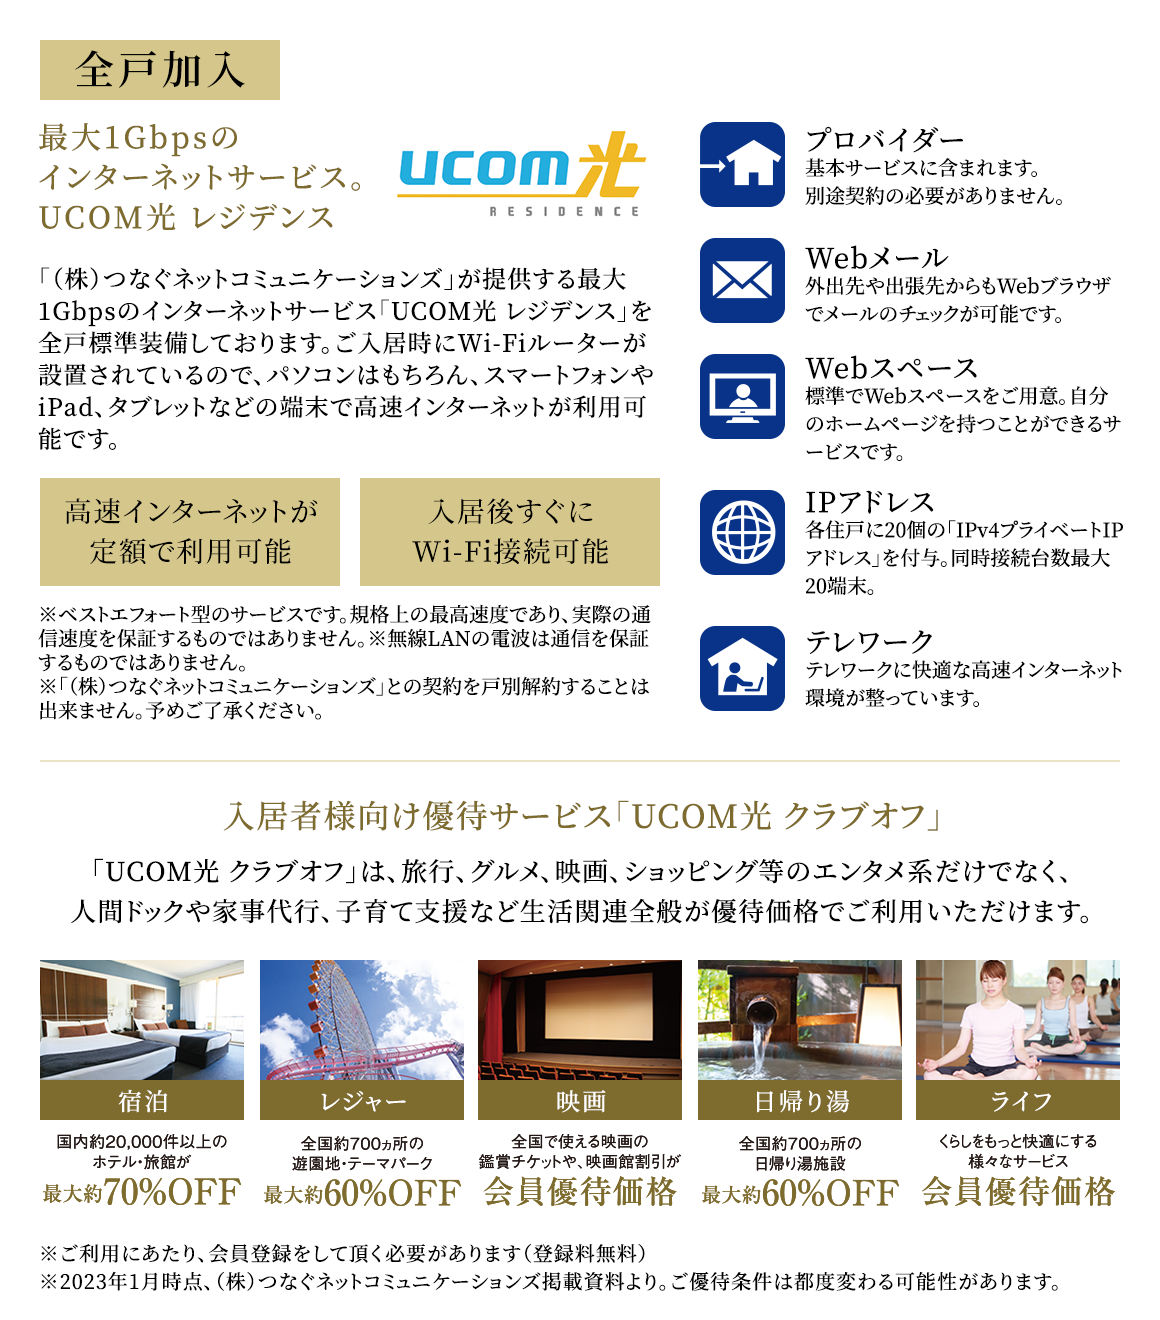 全戸加入
最大1Gbpsの
インターネットサービス。
UCOM光 レジデンス
ucom光
RESIDENCE
「（株）つなぐネットコミュニケーションズ」が提供する最大
1Gbpsのインターネットサービス「UCOM光 レジデンス」を
全戸標準装備しております。ご入居時にWi-Fiルーターが
設置されているので、パソコンはもちろん、スマートフォンや
iPad、タブレットなどの端末で高速インターネットが利用可
能です。
高速インターネットが
定額で利用可能
入居後すぐに
Wi-Fi接続可能
※ベストエフォート型のサービスです。規格上の最高速度であり、実際の通
信速度を保証するものではありません。※無線LANの電波は通信を保証
するものではありません。
※「（株）つなぐネットコミュニケーションズ」との契約を戸別解約することは
出来ません。予めご了承ください。
プロバイダー
基本サービスに含まれます。
別途契約の必要がありません。
Webメール
外出先や出張先からもWebブラウザ
でメールのチェックが可能です。
Webスペース
標準でWebスペースをご用意。自分
のホームページを持つことができるサ
ービスです。
IPアドレス
各住戸に20個の「IPv4プライベートIP
アドレス」を付与。同時接続台数最大
20端末。
テレワーク
テレワークに快適な高速インターネット
環境が整っています。
入居者様向け優待サービス「UCOM光 クラブオフ」
「UCOM光 クラブオフ」は、旅行、グルメ、映画、ショッピング等のエンタメ系だけでなく、
人間ドックや家事代行、子育て支援など生活関連全般が優待価格でご利用いただけます。
宿泊
国内約20,000件以上の
ホテル・旅館が
最大約70%OFF
レジャー
全国約700ヵ所の
遊園地・テーマパーク
最大約60%OFF
映画
全国で使える映画の
鑑賞チケットや、映画館割引が
会員優待価格
日帰り湯
全国約700ヵ所の
日帰り湯施設
最大約60%OFF
ライフ
くらしをもっと快適にする
様々なサービス
会員優待価格
※ご利用にあたり、会員登録をして頂く必要があります（登録料無料）
※2023年1月時点、（株）つなぐネットコミュニケーションズ掲載資料より。ご優待条件は都度変わる可能性があります。